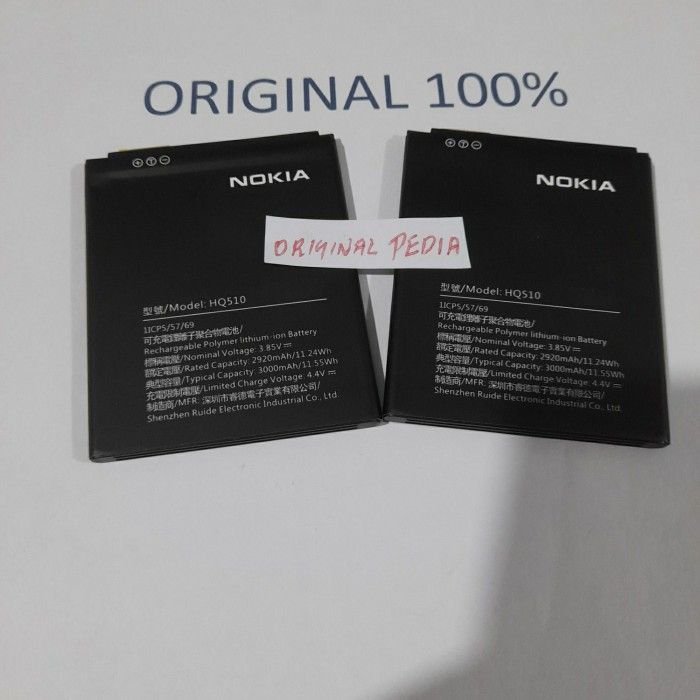 ORIGINAL 100%
NOKIA
型號/Model: HQ510
1ICP5/57/69
可充電鋰離子聚合物電池/
Rechargeable Polymer lithium-ion Battery
標稱電壓/Nominal Voltage: 3.85V
額定電壓/Rated Capacity: 2920mAh/11.24Wh
典型容量/Typical Capacity: 3000mAh/11.55Wh
充電限制電壓/Limited Charge Voltage: 4.4V
制造商/MFR: 深圳市睿德電子實業有限公司/
Shenzhen Ruide Electronic Industrial Co., Ltd.
ORIGINAL PEDIA
NOKIA
型號/Model: HQ510
1ICP5/57/69
可充電鋰離子聚合物電池/
Rechargeable Polymer lithium-ion Battery
標稱電壓/Nominal Voltage: 3.85V
額定電壓/Rated Capacity: 2920mAh/11.24Wh
典型容量/Typical Capacity: 3000mAh/11.55Wh
充電限制電壓/Limited Charge Voltage: 4.4V
制造商/MFR: 深圳市睿德電子實業有限公司/
Shenzhen Ruide Electronic Industrial Co., Ltd.